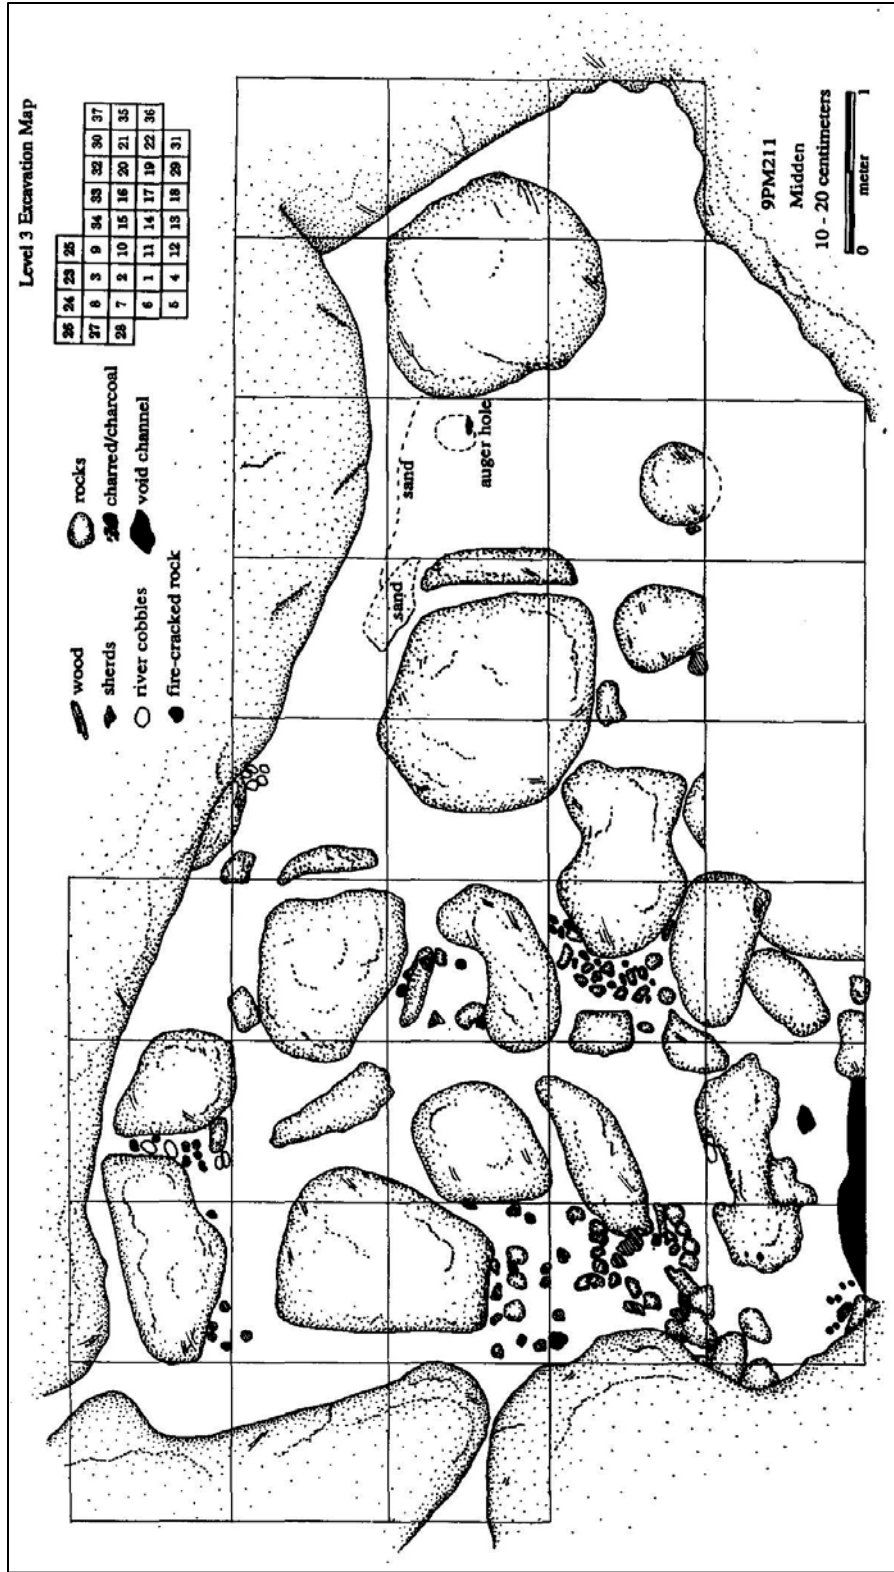 Level 3 Excavation Map
26 24 23 25
27 8 3 9 34 33 32 30 37
28 7 2 10 15 16 20 21 35
6 1 11 14 17 19 22 36
5 4 12 13 18 29 31
wood
sherds
river cobbles
fire-cracked rock
rocks
charred/charcoal
void channel
sand
sand
auger hole
9PM211
Midden
10 - 20 centimeters
0 1
meter